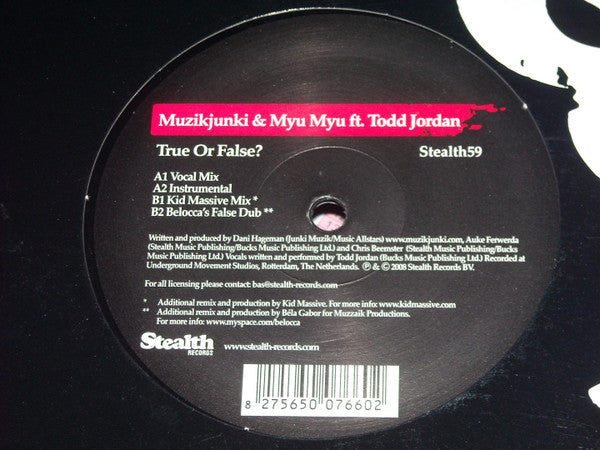 Muzikjunki & Myu Myu ft. Todd Jordan
True Or False? Stealth59
A1 Vocal Mix
A2 Instrumental
B1 Kid Massive Mix *
B2 Belocca's False Dub **
Written and produced by Dani Hageman (Junki Muzik/Music Allstars) www.muzikjunki.com, Auke Ferwerda
(Stealth Music Publishing/Bucks Music Publishing Ltd.) and Chris Beemster (Stealth Music Publishing/Bucks
Music Publishing Ltd.) Vocals written and performed by Todd Jordan (Bucks Music Publishing Ltd.) Recorded at
Underground Movement Studios, Rotterdam, The Netherlands. ℗ & © 2008 Stealth Records BV.
For all licensing please contact: bas@stealth-records.com
* Additional remix and production by Kid Massive. For more info: www.kidmassive.com
** Additional remix and production by Béla Gabor for Muzzaik Productions.
For more info: www.myspace.com/belocca
Stealth www.stealth-records.com
RECORDS
8 275650 076602